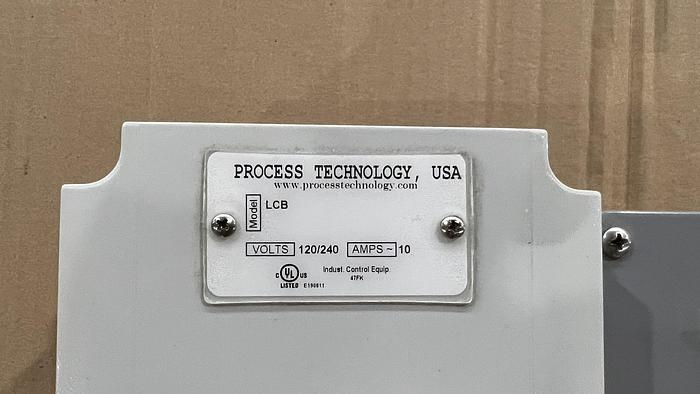 PROCESS TECHNOLOGY, USA
www.processtechnology.com
Model LCB
VOLTS 120/240 AMPS ~ 10
C UL US Indust. Control Equip.
LISTED E190611 47FK